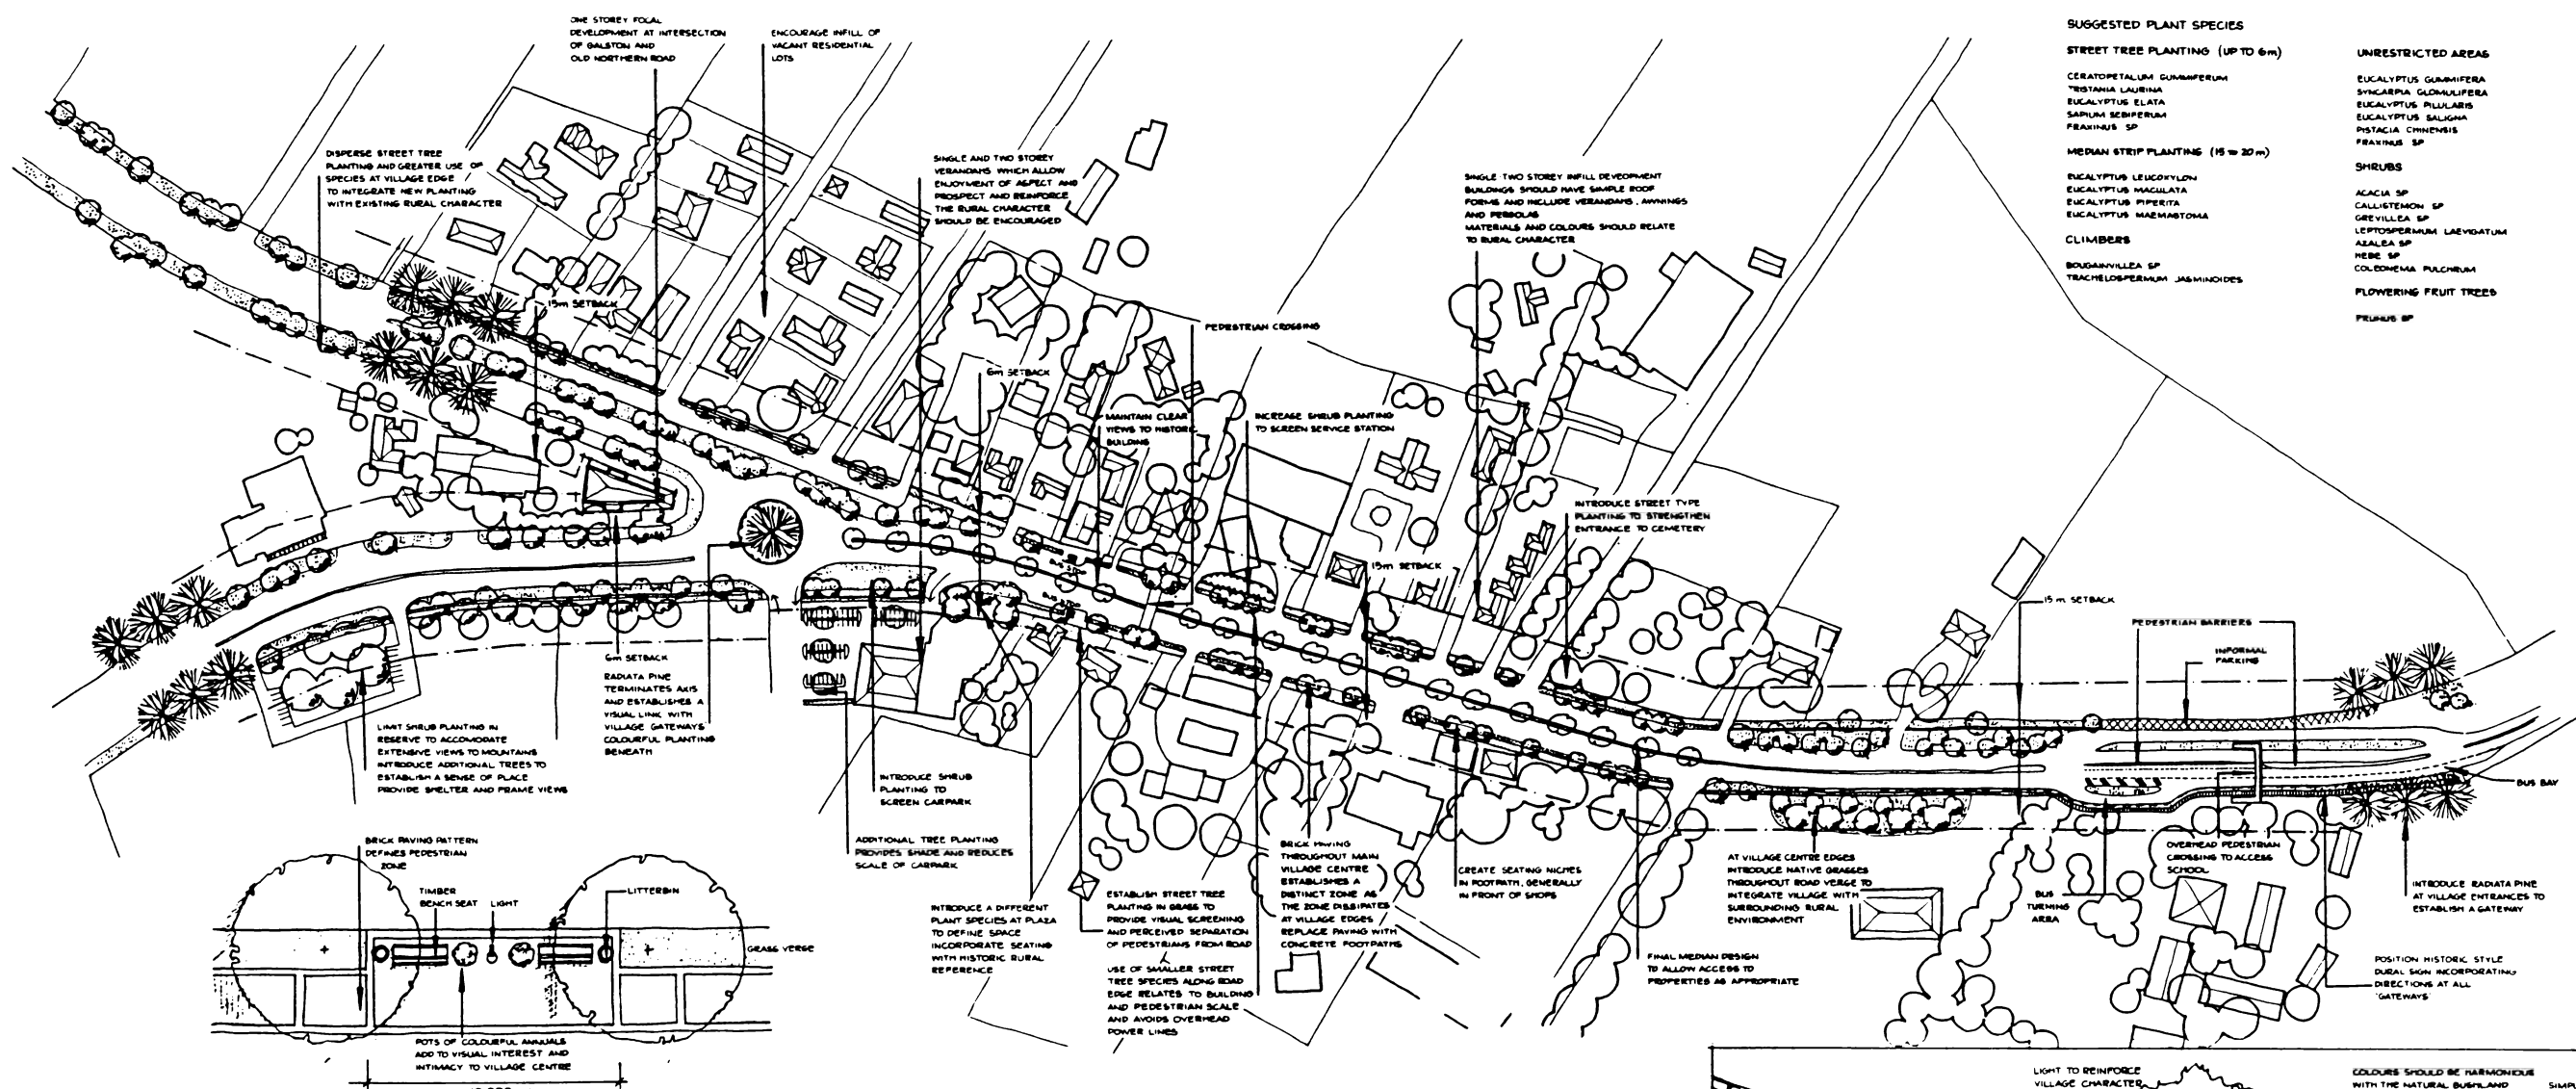 ONE STOREY FOCAL
DEVELOPMENT AT INTERSECTION
OF GALSTON AND
OLD NORTHERN ROAD
ENCOURAGE INFILL OF
VACANT RESIDENTIAL
LOTS
DISPERSE STREET TREE
PLANTING AND GREATER USE OF
SPECIES AT VILLAGE EDGE
TO INTEGRATE NEW PLANTING
WITH EXISTING RURAL CHARACTER
SINGLE AND TWO STOREY
VERANDAHS WHICH ALLOW
ENJOYMENT OF ASPECT AND
PROSPECT AND REINFORCE
THE RURAL CHARACTER
SHOULD BE ENCOURAGED
SINGLE-TWO STOREY INFILL DEVEOPMENT
BUILDINGS SHOULD HAVE SIMPLE ROOF
FORMS AND INCLUDE VERANDAHS, AWNINGS
AND PERGOLAS
MATERIALS AND COLOURS SHOULD RELATE
TO RURAL CHARACTER
SUGGESTED PLANT SPECIES
STREET TREE PLANTING (UP TO 6m)
CERATOPETALUM GUMMIFERUM
TRISTANIA LAURINA
EUCALYPTUS ELATA
SAPIUM SEBIFERUM
FRAXINUS SP
MEDIAN STRIP PLANTING (15 TO 20 m)
EUCALYPTUS LEUCOXYLON
EUCALYPTUS MACULATA
EUCALYPTUS PIPERITA
EUCALYPTUS MAEMASTOMA
CLIMBERS
BOUGAINVILLEA SP
TRACHELOSPERMUM JASMINOIDES
UNRESTRICTED AREAS
EUCALYPTUS GUMMIFERA
SYNCARPIA GLOMULIFERA
EUCALYPTUS PILULARIS
EUCALYPTUS SALIGNA
PISTACIA CHINENSIS
FRAXINUS SP
SHRUBS
ACACIA SP
CALLISTEMON SP
GREVILLEA SP
LEPTOSPERMUM LAEVIGATUM
AZALEA SP
HEBE SP
COLEONEMA PULCHRUM
FLOWERING FRUIT TREES
PRUNUS SP
15m SETBACK
PEDESTRIAN CROSSING
6m SETBACK
MAINTAIN CLEAR
VIEWS TO HISTORIC
BUILDING
INCREASE SHRUB PLANTING
TO SCREEN SERVICE STATION
INTRODUCE STREET TYPE
PLANTING TO STRENGTHEN
ENTRANCE TO CEMETERY
BUS STOP
BUS STOP
15m SETBACK
15 m SETBACK
PEDESTRIAN BARRIERS
INFORMAL
PARKING
BUS BAY
6m SETBACK
RADIATA PINE
TERMINATES AXIS
AND ESTABLISHES A
VISUAL LINK WITH
VILLAGE GATEWAYS
COLOURFUL PLANTING
BENEATH
LIMIT SHRUB PLANTING IN
RESERVE TO ACCOMODATE
EXTENSIVE VIEWS TO MOUNTAINS
INTRODUCE ADDITIONAL TREES TO
ESTABLISH A SENSE OF PLACE
PROVIDE SHELTER AND FRAME VIEWS
INTRODUCE SHRUB
PLANTING TO
SCREEN CARPARK
ADDITIONAL TREE PLANTING
PROVIDES SHADE AND REDUCES
SCALE OF CARPARK
INTRODUCE A DIFFERENT
PLANT SPECIES AT PLAZA
TO DEFINE SPACE
INCORPORATE SEATING
WITH HISTORIC RURAL
REFERENCE
ESTABLISH STREET TREE
PLANTING IN GRASS TO
PROVIDE VISUAL SCREENING
AND PERCEIVED SEPARATION
OF PEDESTRIANS FROM ROAD
USE OF SMALLER STREET
TREE SPECIES ALONG ROAD
EDGE RELATES TO BUILDING
AND PEDESTRIAN SCALE
AND AVOIDS OVERHEAD
POWER LINES
BRICK PAVING
THROUGHOUT MAIN
VILLAGE CENTRE
ESTABLISHES A
DISTINCT ZONE AS
THE ZONE DISSIPATES
AT VILLAGE EDGES
REPLACE PAVING WITH
CONCRETE FOOTPATHS
CREATE SEATING NICHES
IN FOOTPATH, GENERALLY
IN FRONT OF SHOPS
FINAL MEDIAN DESIGN
TO ALLOW ACCESS TO
PROPERTIES AS APPROPRIATE
AT VILLAGE CENTRE EDGES
INTRODUCE NATIVE GRASSES
THROUGHOUT ROAD VERGE TO
INTEGRATE VILLAGE WITH
SURROUNDING RURAL
ENVIRONMENT
BUS
TURNING
AREA
OVERHEAD PEDESTRIAN
CROSSING TO ACCESS
SCHOOL
INTRODUCE RADIATA PINE
AT VILLAGE ENTRANCES TO
ESTABLISH A GATEWAY
POSITION HISTORIC STYLE
DURAL SIGN INCORPORATING
DIRECTIONS AT ALL
'GATEWAYS'
BRICK PAVING PATTERN
DEFINES PEDESTRIAN
ZONE
TIMBER
BENCH SEAT
LIGHT
LITTERBIN
GRASS VERGE
POTS OF COLOURFUL ANNUALS
ADD TO VISUAL INTEREST AND
INTIMACY TO VILLAGE CENTRE
LIGHT TO REINFORCE
VILLAGE CHARACTER
COLOURS SHOULD BE HARMONIOUS
WITH THE NATURAL BUSHLAND